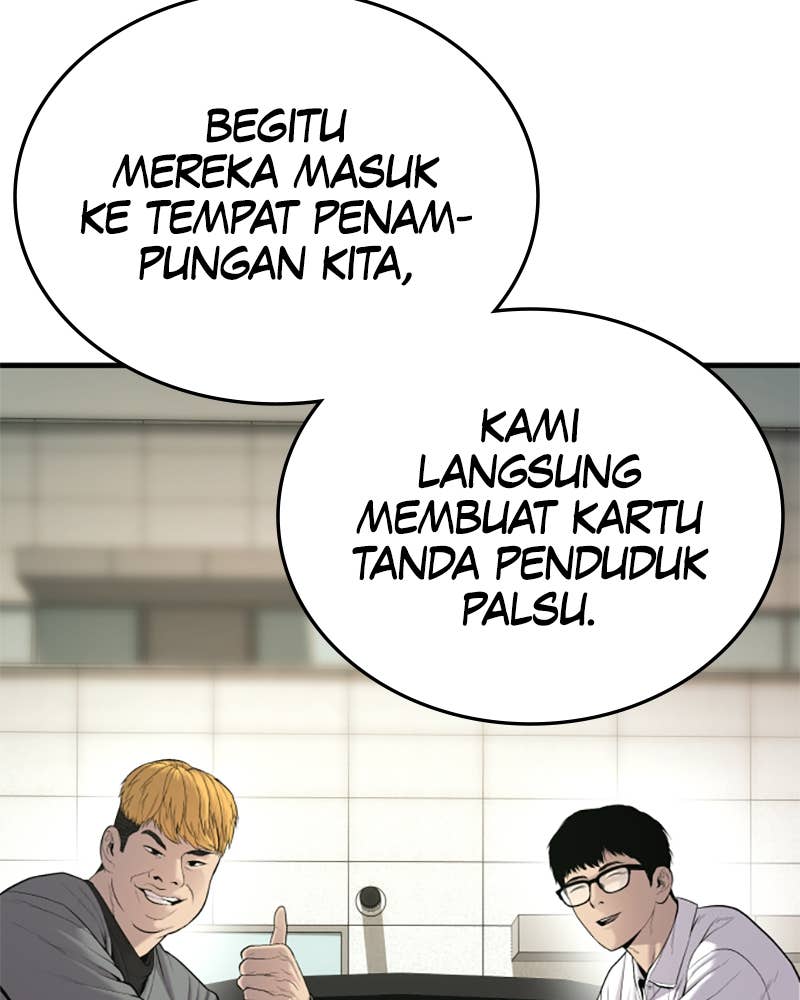 BEGITU
MEREKA MASUK
KE TEMPAT PENAM-
PUNGAN KITA,
KAMI
LANGSUNG
MEMBUAT KARTU
TANDA PENDUDUK
PALSU.